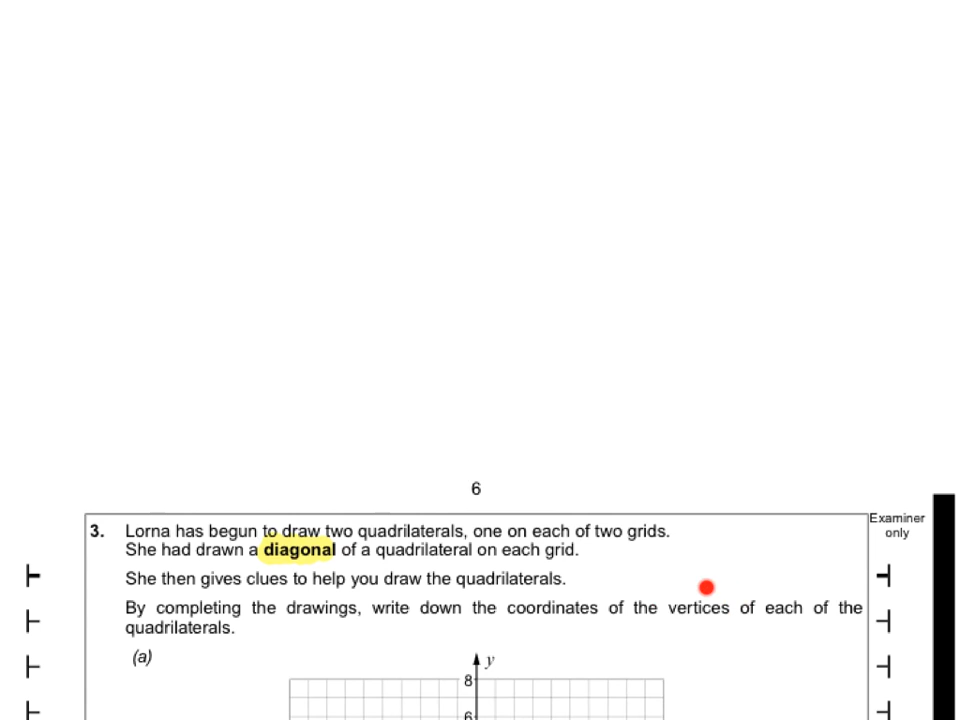 6
Examiner
only
3. Lorna has begun to draw two quadrilaterals, one on each of two grids.
She had drawn a diagonal of a quadrilateral on each grid.
She then gives clues to help you draw the quadrilaterals.
By completing the drawings, write down the coordinates of the vertices of each of the
quadrilaterals.
(a)
y
8
6